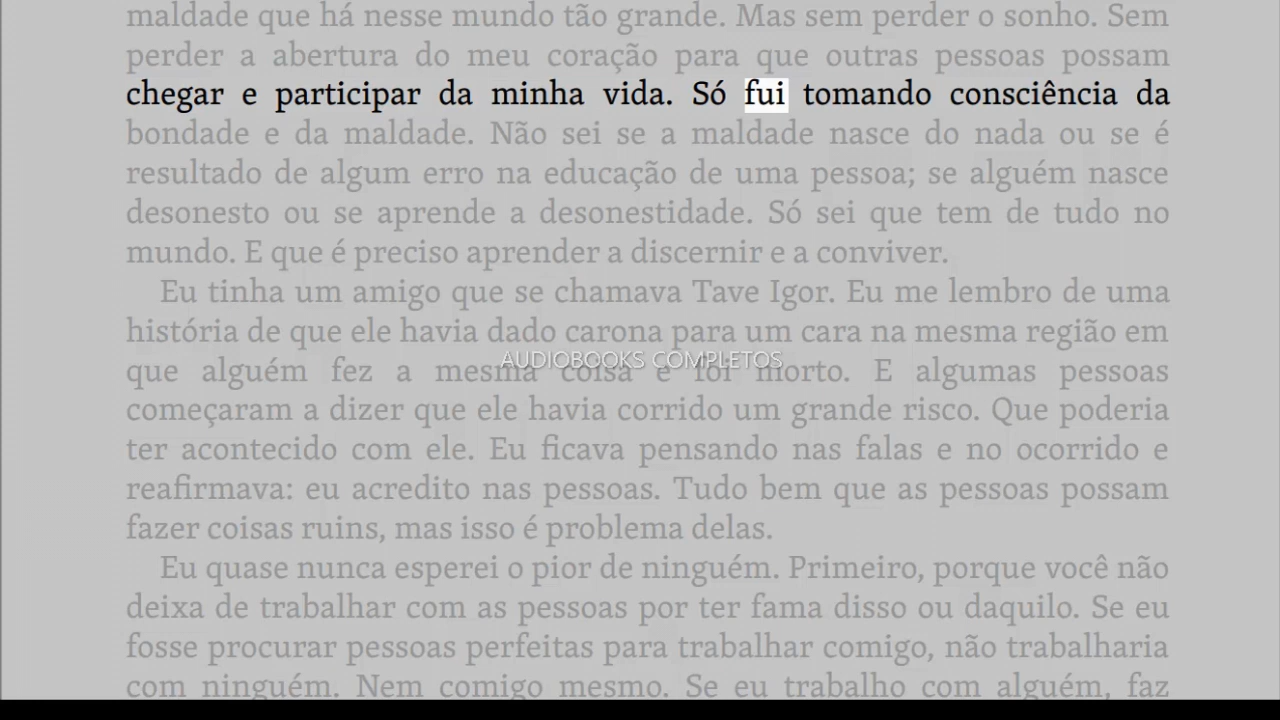 maldade que há nesse mundo tão grande. Mas sem perder o sonho. Sem
perder a abertura do meu coração para que outras pessoas possam
chegar e participar da minha vida. Só fui tomando consciência da
bondade e da maldade. Não sei se a maldade nasce do nada ou se é
resultado de algum erro na educação de uma pessoa; se alguém nasce
desonesto ou se aprende a desonestidade. Só sei que tem de tudo no
mundo. E que é preciso aprender a discernir e a conviver.
Eu tinha um amigo que se chamava Tave Igor. Eu me lembro de uma
história de que ele havia dado carona para um cara na mesma região em
AUDIOBOOKS COMPLETOS
que alguém fez a mesma coisa e foi morto. E algumas pessoas
começaram a dizer que ele havia corrido um grande risco. Que poderia
ter acontecido com ele. Eu ficava pensando nas falas e no ocorrido e
reafirmava: eu acredito nas pessoas. Tudo bem que as pessoas possam
fazer coisas ruins, mas isso é problema delas.
Eu quase nunca esperei o pior de ninguém. Primeiro, porque você não
deixa de trabalhar com as pessoas por ter fama disso ou daquilo. Se eu
fosse procurar pessoas perfeitas para trabalhar comigo, não trabalharia
com ninguém. Nem comigo mesmo. Se eu trabalho com alguém, faz